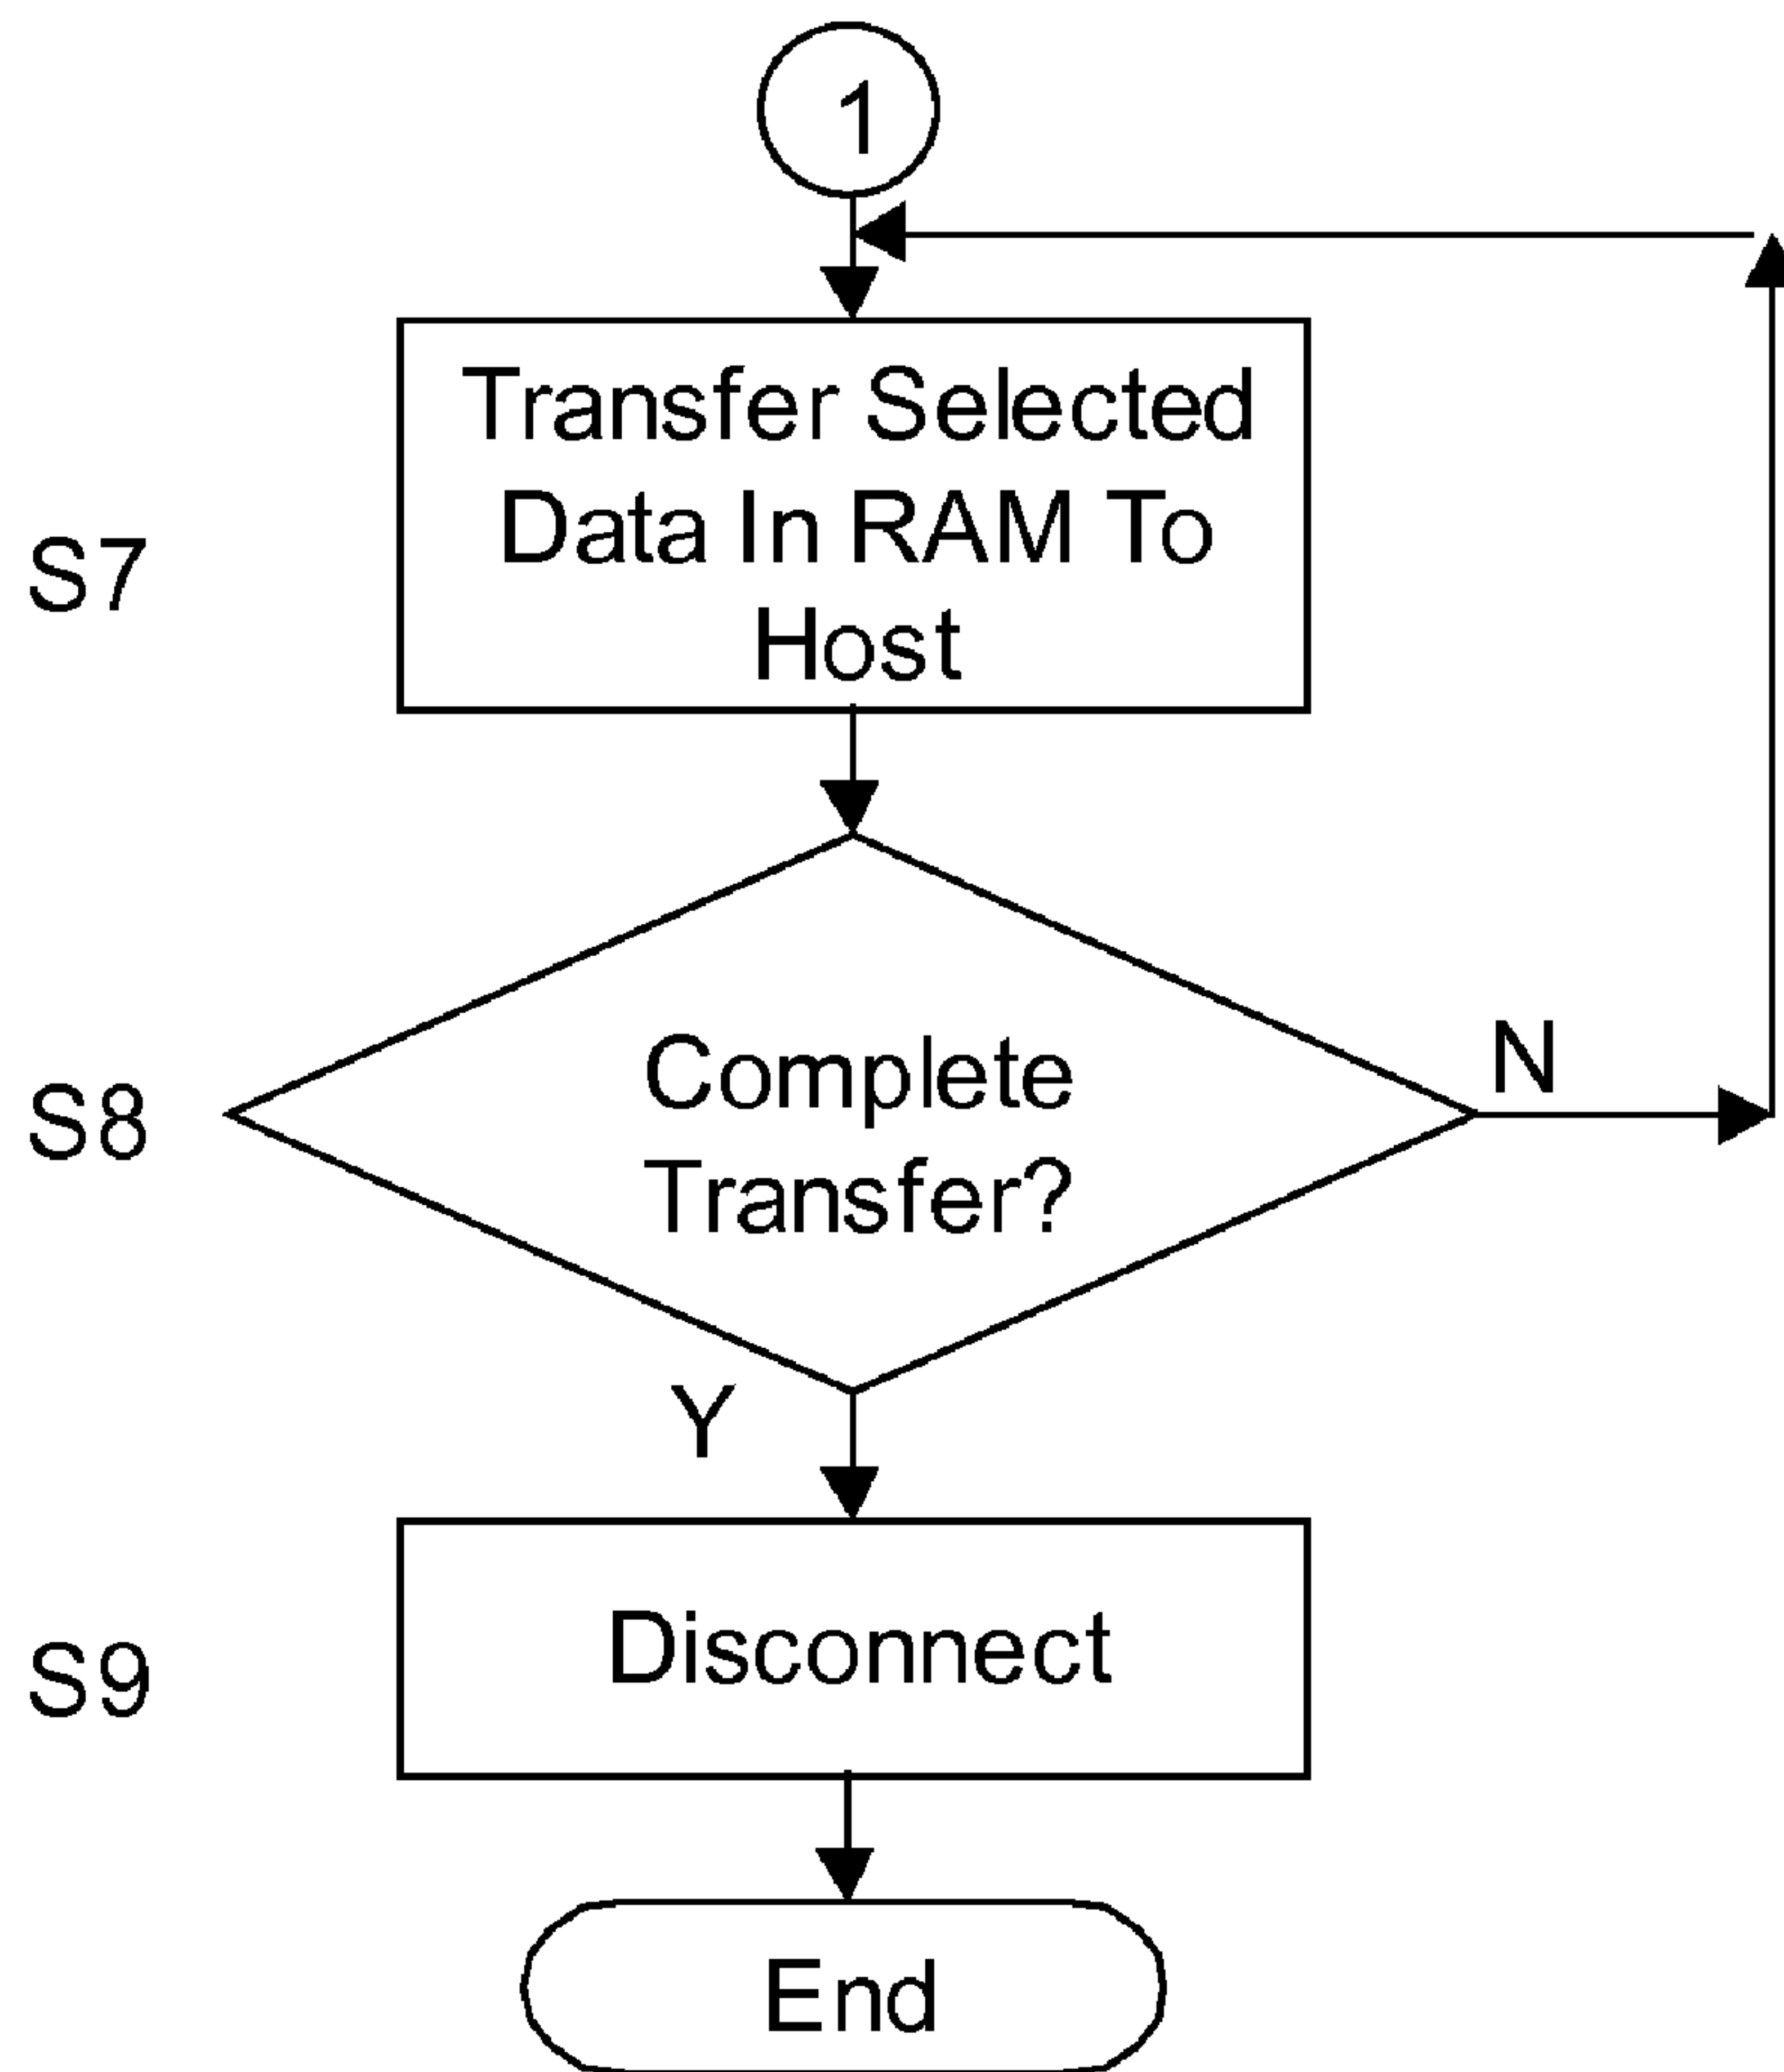 1
Transfer Selected
Data In RAM To
Host
S7
Complete
Transfer?
N
S8
Y
Disconnect
S9
End